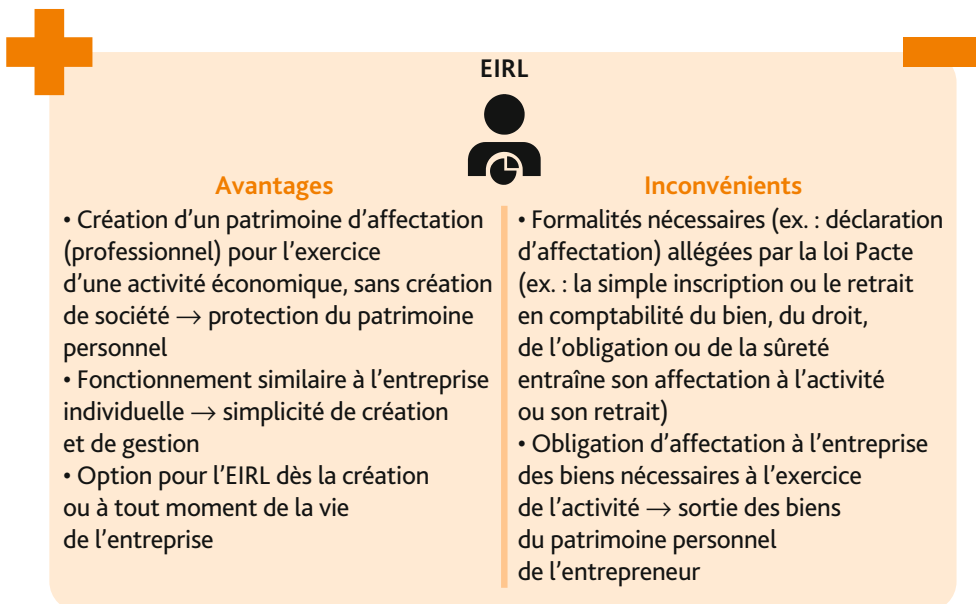 EIRL
Avantages
• Création d'un patrimoine d'affectation
(professionnel) pour l'exercice
d'une activité économique, sans création
de société → protection du patrimoine
personnel
• Fonctionnement similaire à l'entreprise
individuelle → simplicité de création
et de gestion
• Option pour l'EIRL dès la création
ou à tout moment de la vie
de l'entreprise
Inconvénients
• Formalités nécessaires (ex. : déclaration
d'affectation) allégées par la loi Pacte
(ex. : la simple inscription ou le retrait
en comptabilité du bien, du droit,
de l'obligation ou de la sûreté
entraîne son affectation à l'activité
ou son retrait)
• Obligation d'affectation à l'entreprise
des biens nécessaires à l'exercice
de l'activité → sortie des biens
du patrimoine personnel
de l'entrepreneur